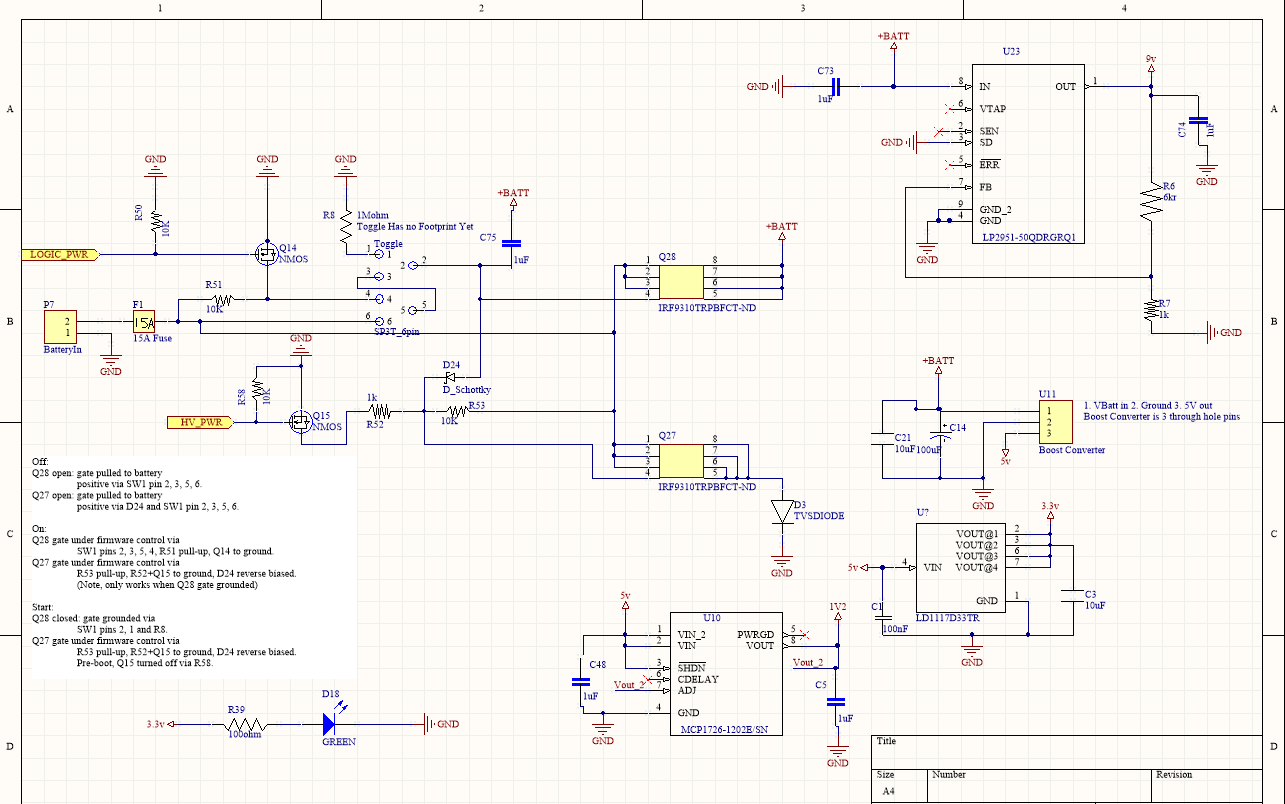 1 2 3 4
A
B
C
D
A
B
C
D
+BATT
U23
C73
1uF
GND
8 IN
6 VTAP
2 SEN
3 SD
5 ERR
7 FB
9 GND_2
4 GND
OUT 1
LP2951-50QDRGRQ1
GND
GND
9v
C74
1uF
GND
R6
6kr
R7
1k
GND
GND
GND
GND
R50
10K
LOGIC_PWR
Q14
NMOS
R8
1Mohm
Toggle Has no Footprint Yet
Toggle
1 1
2 2
3 3
4 4
5 5
6 6
SP3T_6pin
+BATT
C75
1uF
R51
10K
P7
2
1
BatteryIn
F1
15A
15A Fuse
GND
GND
R58
10K
HV_PWR
Q15
NMOS
1k
R52
D24
D_Schottky
R53
10K
+BATT
Q28
1 8
2 7
3 6
4 5
IRF9310TRPBFCT-ND
Q27
1 8
2 7
3 6
4 5
IRF9310TRPBFCT-ND
D3
TVSDIODE
GND
+BATT
U11
1
2
3
Boost Converter
1. VBatt in 2. Ground 3. 5V out
Boost Converter is 3 through hole pins
C21
10uF
+
C14
100uF
5v
GND
Off:
Q28 open: gate pulled to battery
positive via SW1 pin 2, 3, 5, 6.
Q27 open: gate pulled to battery
positive via D24 and SW1 pin 2, 3, 5, 6.
On:
Q28 gate under firmware control via
SW1 pins 2, 3, 5, 4, R51 pull-up, Q14 to ground.
Q27 gate under firmware control via
R53 pull-up, R52+Q15 to ground, D24 reverse biased.
(Note, only works when Q28 gate grounded)
Start:
Q28 closed: gate grounded via
SW1 pins 2, 1 and R8.
Q27 gate under firmware control via
R53 pull-up, R52+Q15 to ground, D24 reverse biased.
Pre-boot, Q15 turned off via R58.
U?
3.3v
VOUT@1 2
VOUT@2 3
VOUT@3 6
VOUT@4 7
5v
4 VIN
GND 1
LD1117D33TR
C1
100nF
C3
10uF
GND
5v
U10
1 VIN_2
2 VIN
3 SHDN
6 CDELAY
7 ADJ
4 GND
PWRGD 5
VOUT 8
MCP1726-1202E/SN
C48
1uF
Vout_2
GND
1V2
Vout_2
C5
1uF
GND
3.3v
R39
100ohm
D18
GREEN
GND
Title
Size
A4
Number
Revision